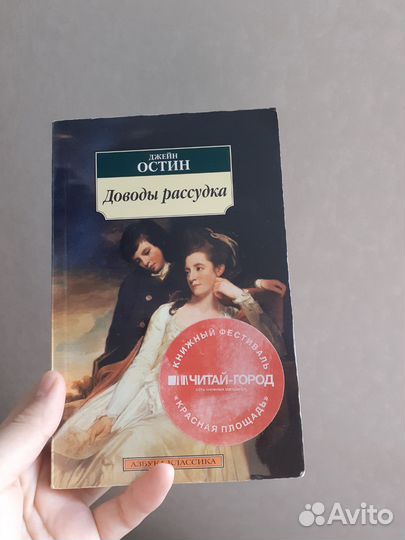 ДЖЕЙН
ОСТИН
Доводы рассудка
КНИЖНЫЙ ФЕСТИВАЛЬ
ЧИТАЙ-ГОРОД
«КРАСНАЯ ПЛОЩАДЬ»
АЗБУКА-КЛАССИКА
Avito